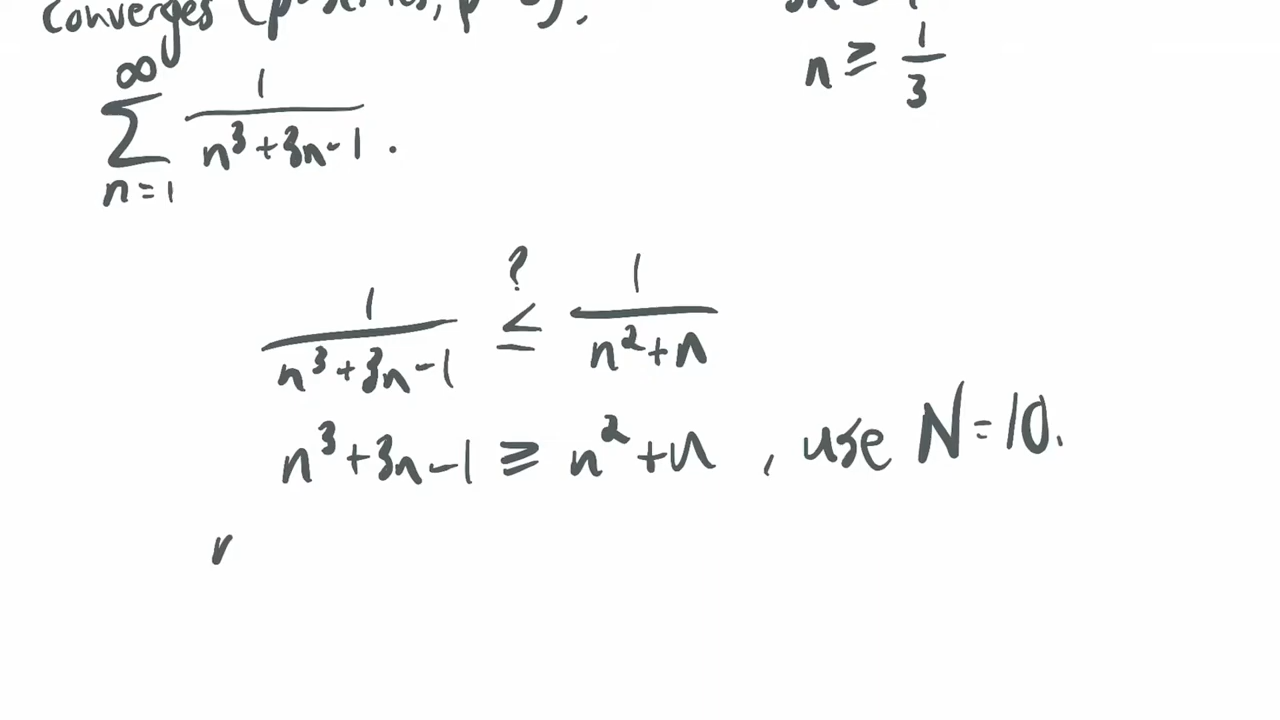 Converges (p-series, p=3),
n ≥ 1/3
∞
∑ 1/(n³+3n-1) .
n=1
1/(n³+3n-1) ≤? 1/(n²+n)
n³+3n-1 ≥ n²+n , use N=10.